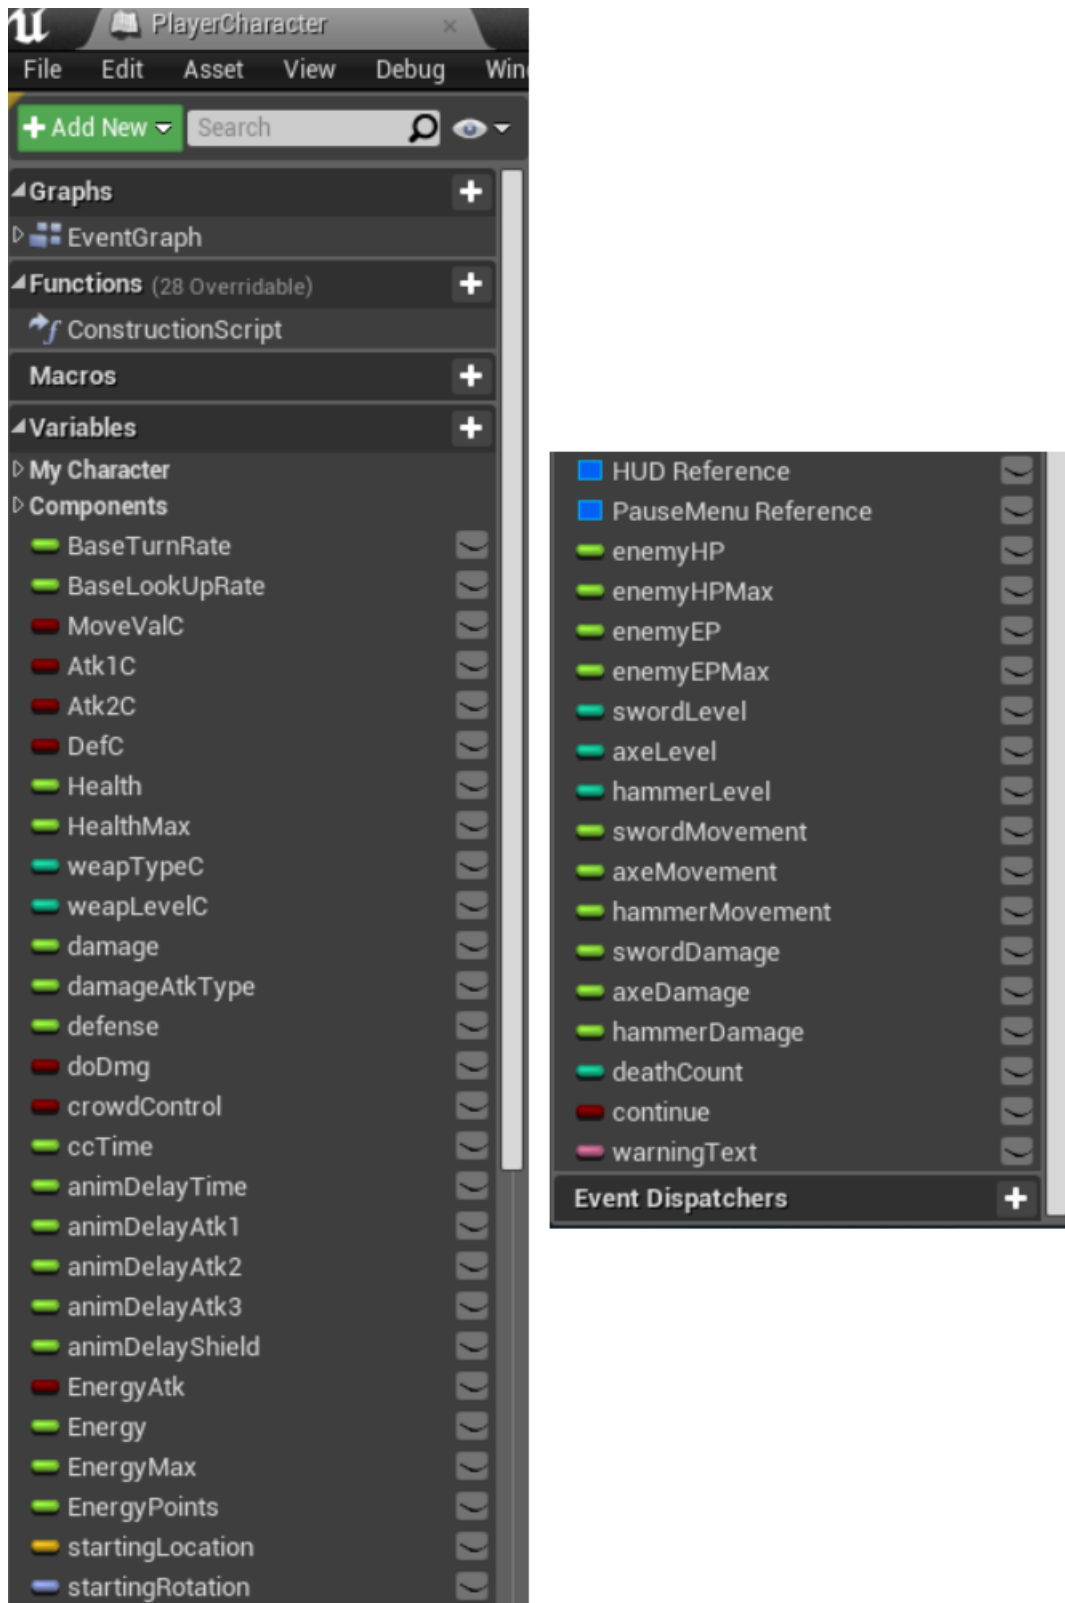 PlayerCharacter
File Edit Asset View Debug Win
Add New Search
Graphs
EventGraph
Functions (28 Overridable)
ConstructionScript
Macros
Variables
My Character
Components
BaseTurnRate
BaseLookUpRate
MoveValC
Atk1C
Atk2C
DefC
Health
HealthMax
weapTypeC
weapLevelC
damage
damageAtkType
defense
doDmg
crowdControl
ccTime
animDelayTime
animDelayAtk1
animDelayAtk2
animDelayAtk3
animDelayShield
EnergyAtk
Energy
EnergyMax
EnergyPoints
startingLocation
startingRotation
HUD Reference
PauseMenu Reference
enemyHP
enemyHPMax
enemyEP
enemyEPMax
swordLevel
axeLevel
hammerLevel
swordMovement
axeMovement
hammerMovement
swordDamage
axeDamage
hammerDamage
deathCount
continue
warningText
Event Dispatchers